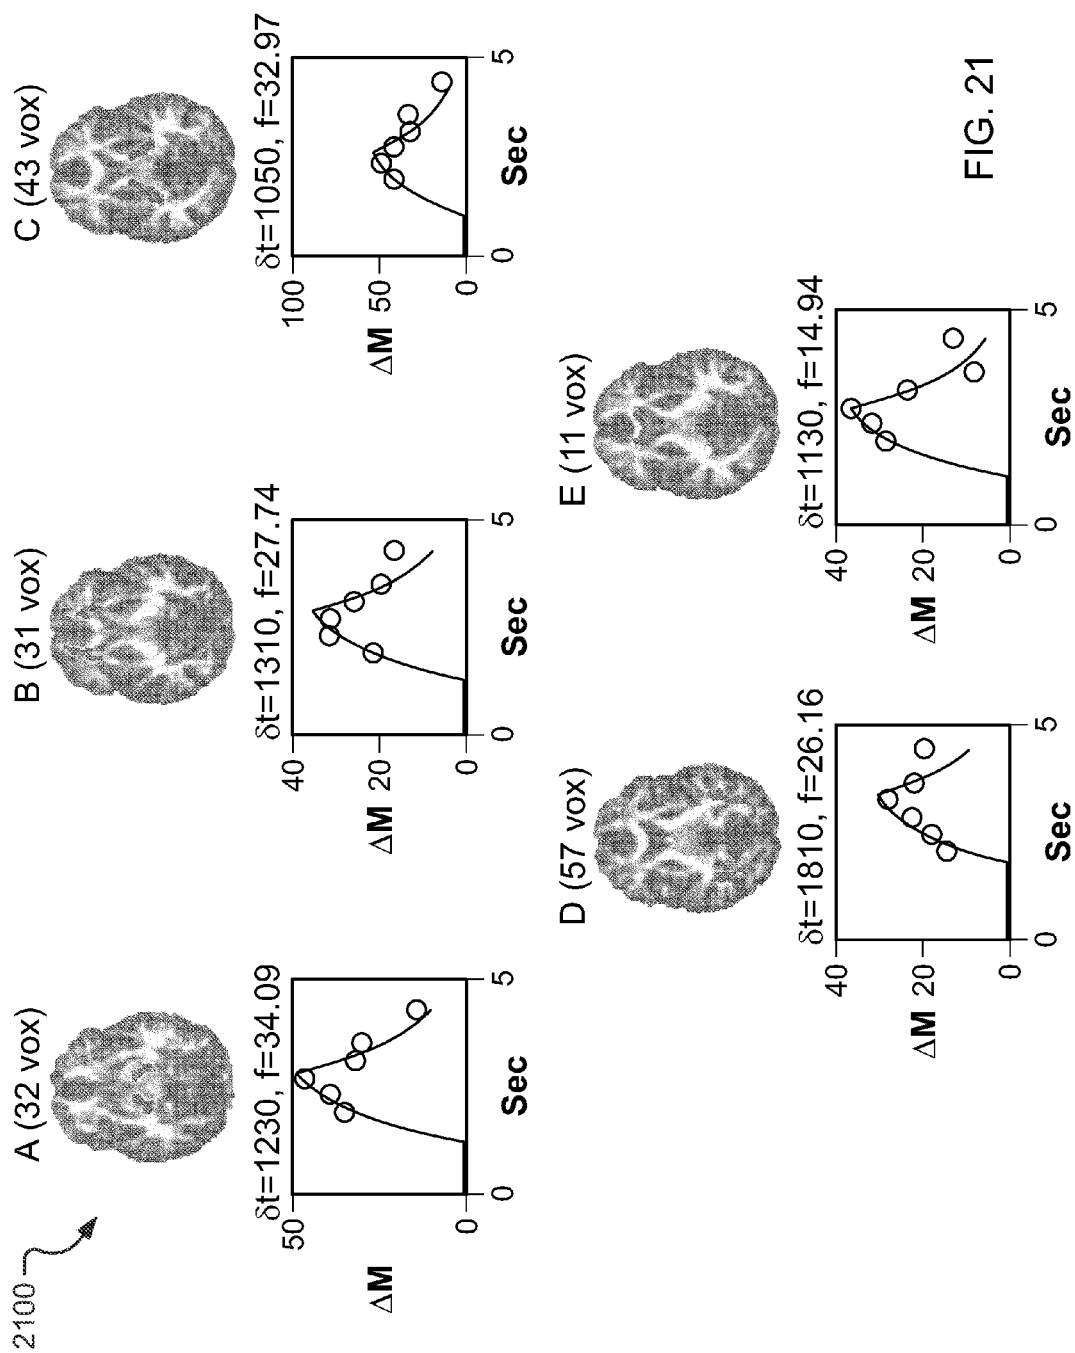 2100
A (32 vox)
δt=1230, f=34.09
50
0
ΔM
0
5
Sec
B (31 vox)
δt=1310, f=27.74
40
20
0
ΔM
0
5
Sec
C (43 vox)
δt=1050, f=32.97
100
50
0
ΔM
0
5
Sec
D (57 vox)
δt=1810, f=26.16
40
20
0
ΔM
0
5
Sec
E (11 vox)
δt=1130, f=14.94
40
20
0
ΔM
0
5
Sec
FIG. 21